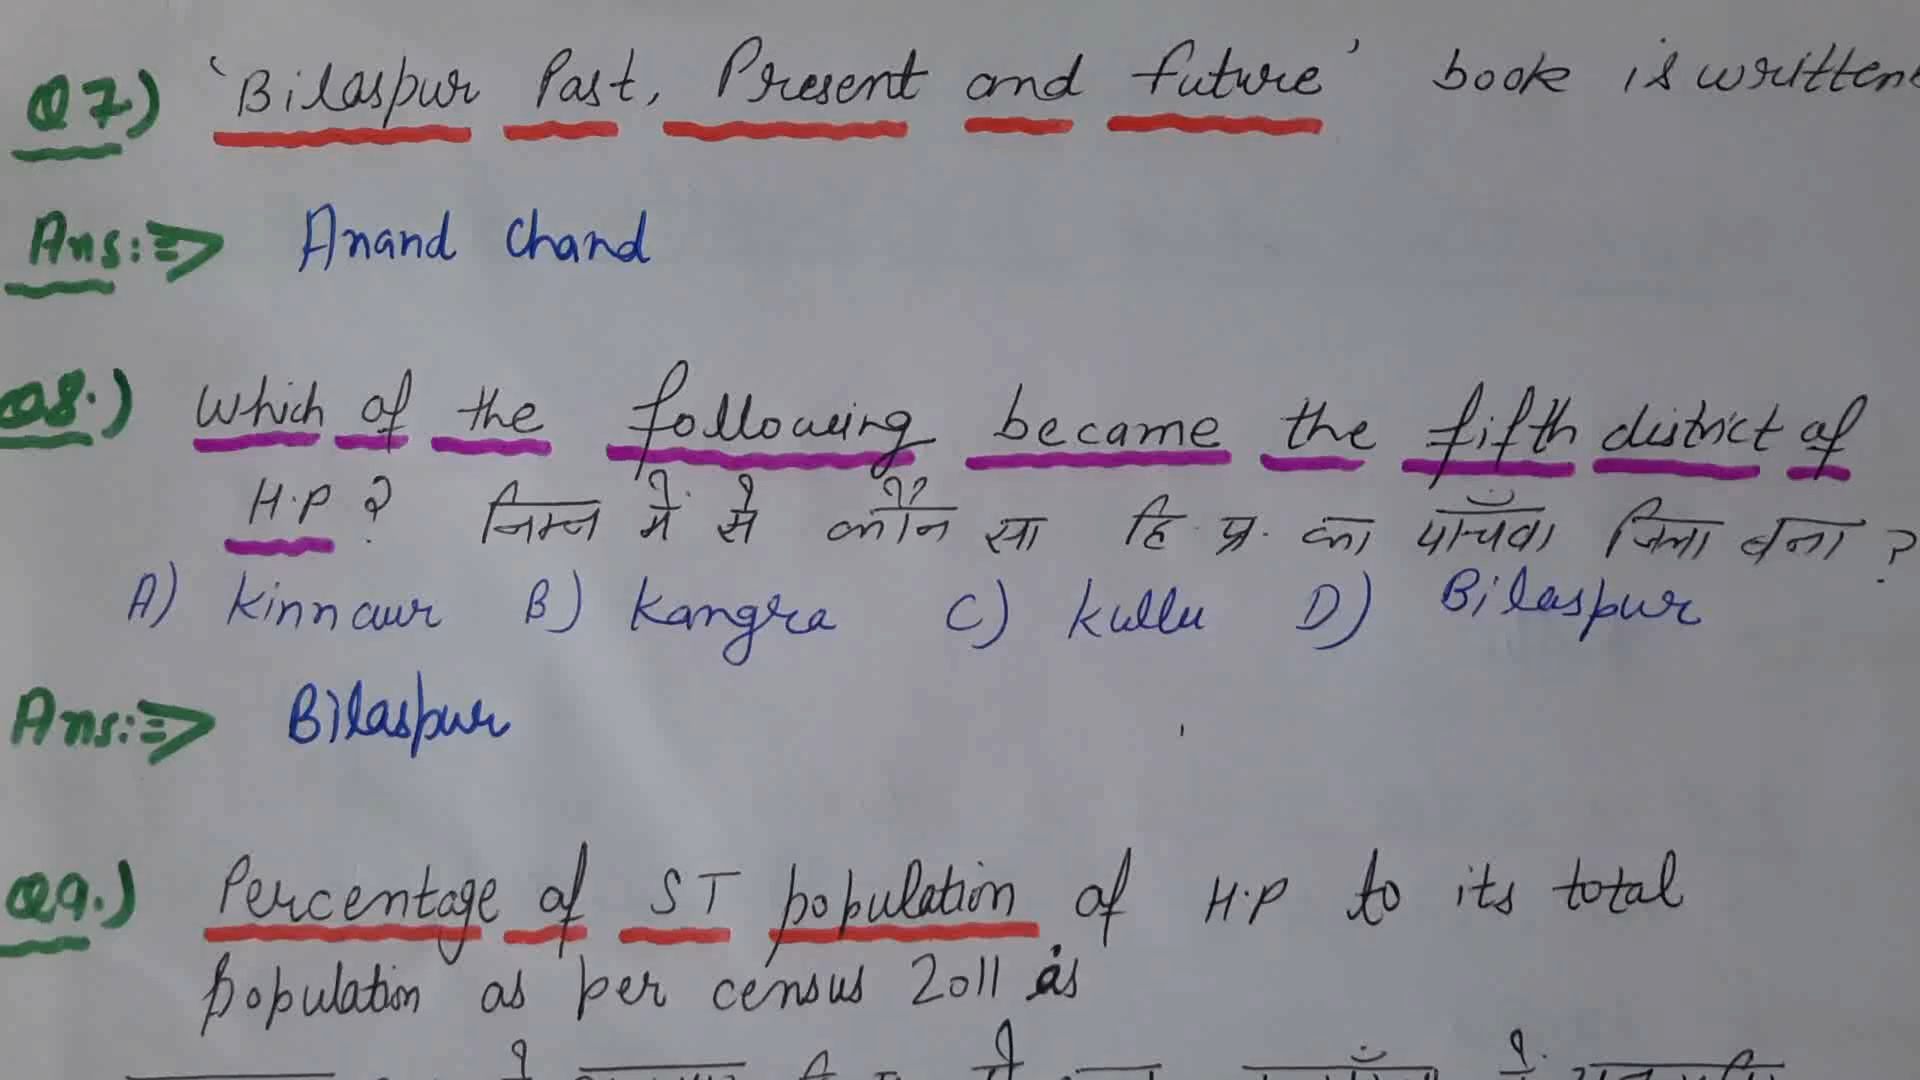 Q7) 'Bilaspur Past, Present and future' book is written
Ans:⇒ Anand Chand
Q8.) Which of the following became the fifth district of
H.P ? निम्न में से कौन सा हि.प्र. का पाँचवा जिला बना ?
A) Kinnaur B) Kangra C) Kullu D) Bilaspur
Ans:⇒ Bilaspur
Q9.) Percentage of ST population of H.P to its total
population as per census 2011 is